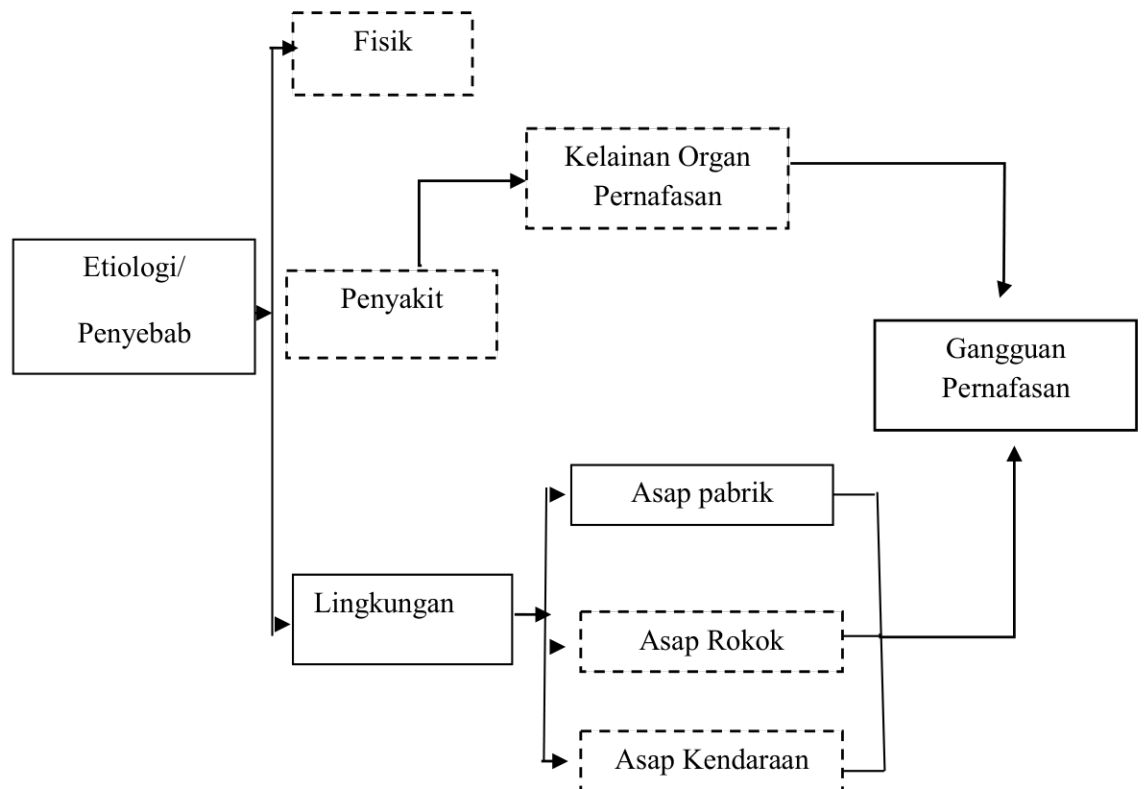 Fisik
Kelainan Organ
Pernafasan
Etiologi/
Penyebab
Penyakit
Gangguan
Pernafasan
Asap pabrik
Lingkungan
Asap Rokok
Asap Kendaraan